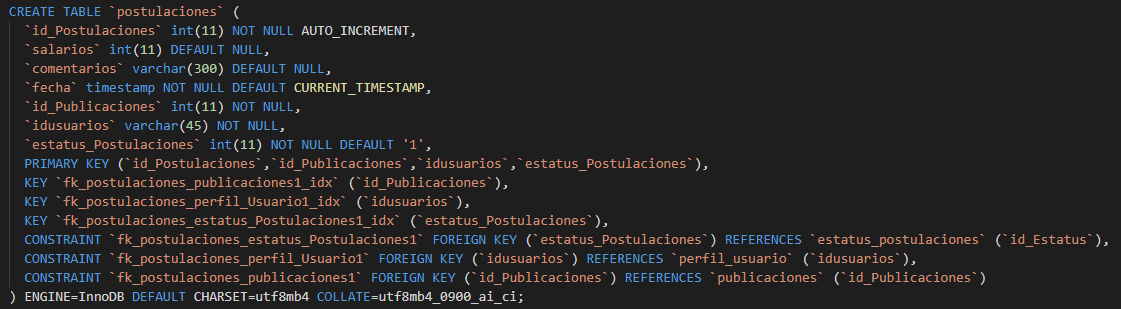 CREATE TABLE `postulaciones` (
  `id_Postulaciones` int(11) NOT NULL AUTO_INCREMENT,
  `salarios` int(11) DEFAULT NULL,
  `comentarios` varchar(300) DEFAULT NULL,
  `fecha` timestamp NOT NULL DEFAULT CURRENT_TIMESTAMP,
  `id_Publicaciones` int(11) NOT NULL,
  `idusuarios` varchar(45) NOT NULL,
  `estatus_Postulaciones` int(11) NOT NULL DEFAULT '1',
  PRIMARY KEY (`id_Postulaciones`,`id_Publicaciones`,`idusuarios`,`estatus_Postulaciones`),
  KEY `fk_postulaciones_publicaciones1_idx` (`id_Publicaciones`),
  KEY `fk_postulaciones_perfil_Usuario1_idx` (`idusuarios`),
  KEY `fk_postulaciones_estatus_Postulaciones1_idx` (`estatus_Postulaciones`),
  CONSTRAINT `fk_postulaciones_estatus_Postulaciones1` FOREIGN KEY (`estatus_Postulaciones`) REFERENCES `estatus_postulaciones` (`id_Estatus`),
  CONSTRAINT `fk_postulaciones_perfil_Usuario1` FOREIGN KEY (`idusuarios`) REFERENCES `perfil_usuario` (`idusuarios`),
  CONSTRAINT `fk_postulaciones_publicaciones1` FOREIGN KEY (`id_Publicaciones`) REFERENCES `publicaciones` (`id_Publicaciones`)
) ENGINE=InnoDB DEFAULT CHARSET=utf8mb4 COLLATE=utf8mb4_0900_ai_ci;